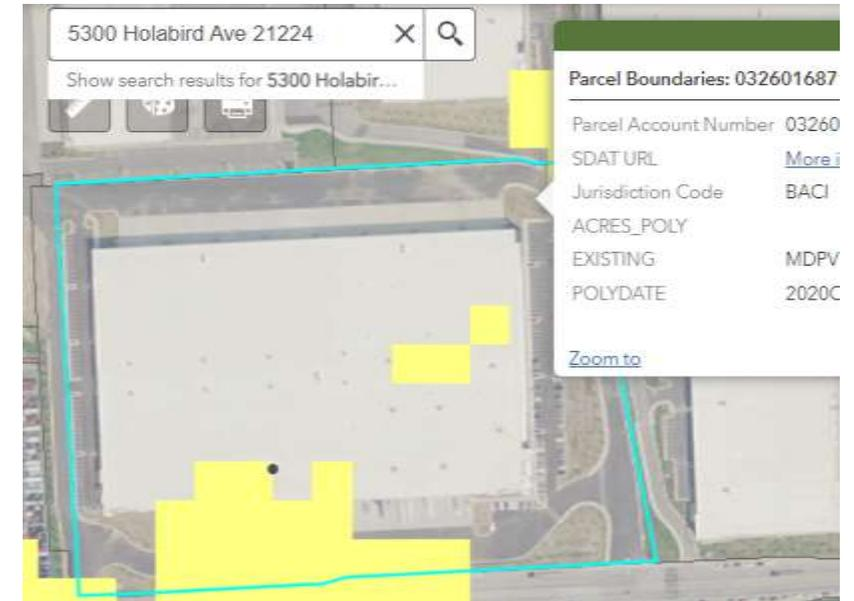 5300 Holabird Ave 21224
Show search results for 5300 Holabir...
Parcel Boundaries: 032601687
Parcel Account Number 03260
SDAT URL More i
Jurisdiction Code BACI
ACRES_POLY
EXISTING MDPV
POLYDATE 2020C
Zoom to